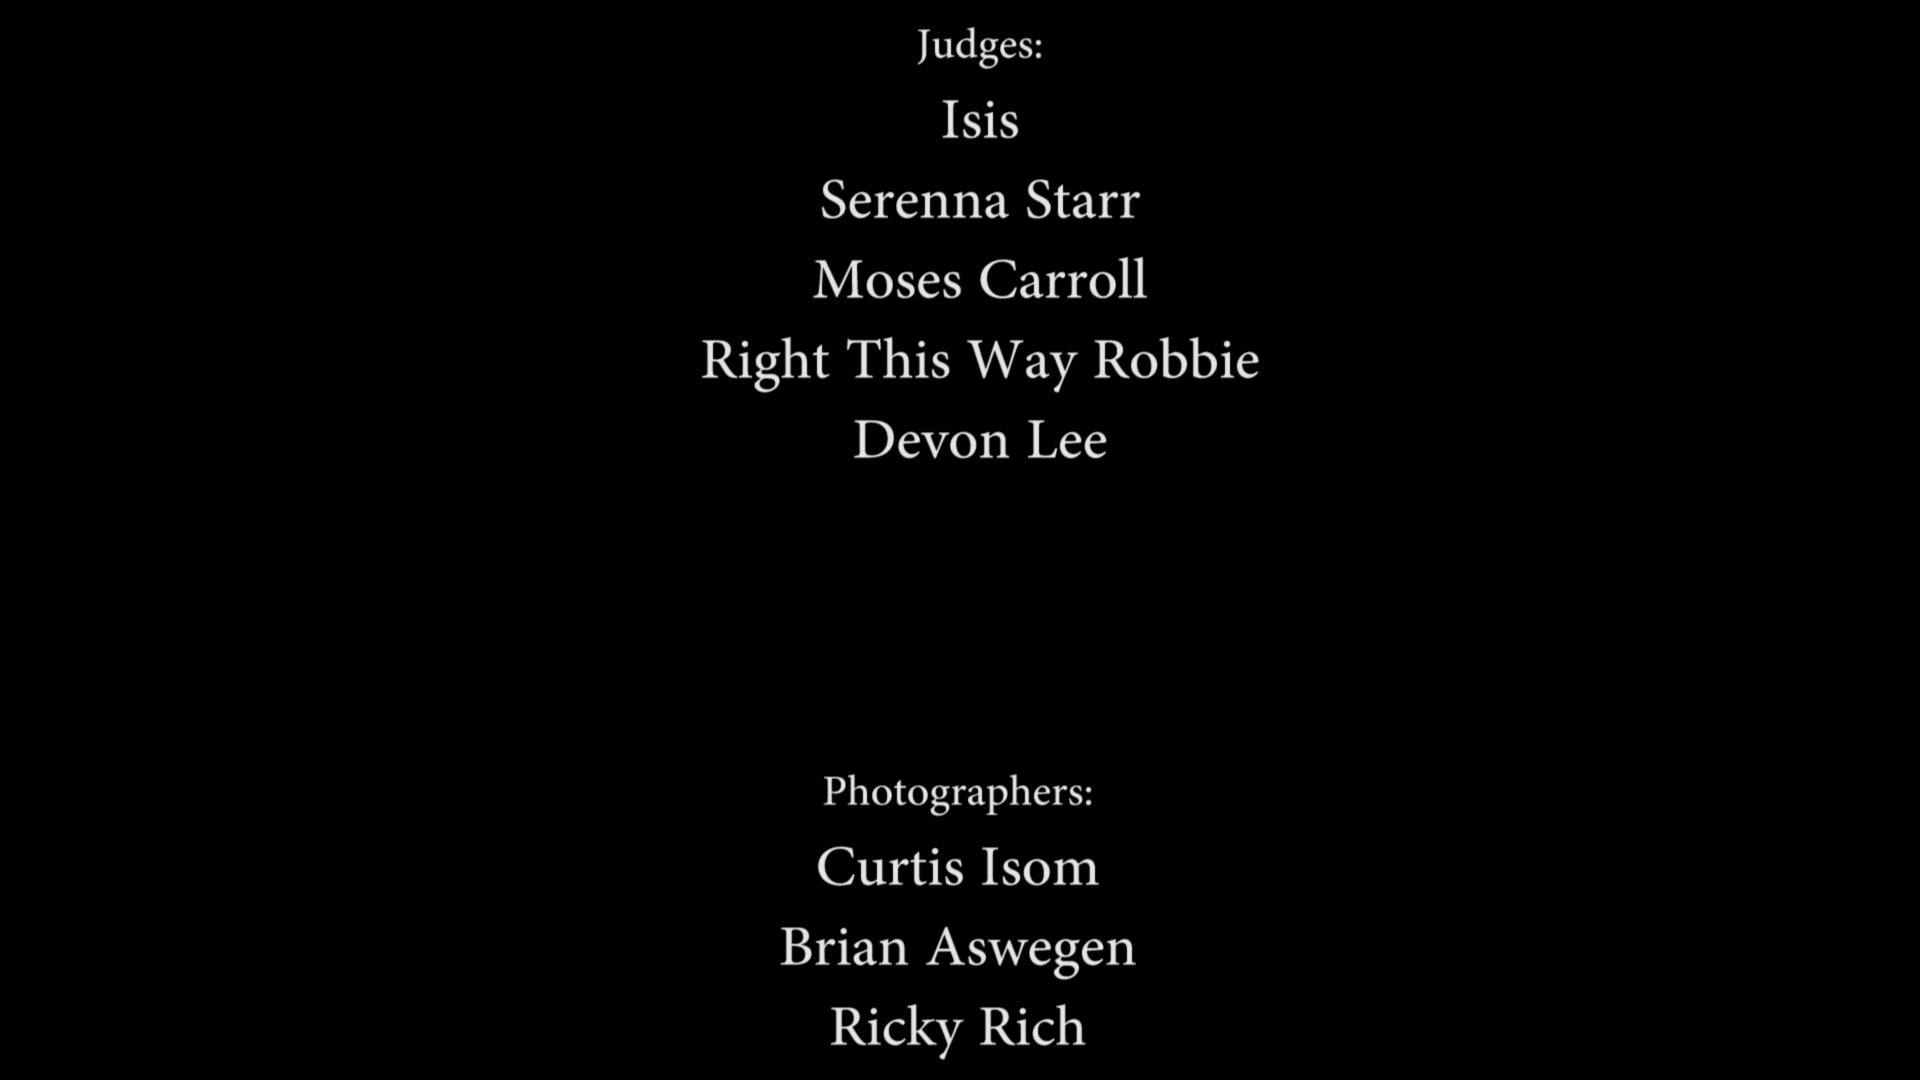 Judges:
Isis
Serenna Starr
Moses Carroll
Right This Way Robbie
Devon Lee
Photographers:
Curtis Isom
Brian Aswegen
Ricky Rich